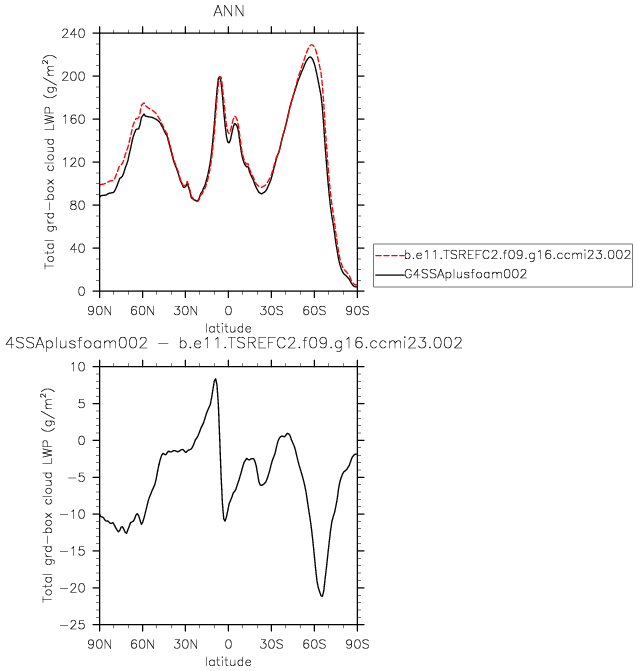 ANN
240
200
160
120
80
40
0
Total grd-box cloud LWP (g/m²)
90N 60N 30N 0 30S 60S 90S
latitude
b.e11.TSREFC2.f09.g16.ccmi23.002
G4SSAplusfoam002
4SSAplusfoam002 - b.e11.TSREFC2.f09.g16.ccmi23.002
10
5
0
-5
-10
-15
-20
-25
Total grd-box cloud LWP (g/m²)
90N 60N 30N 0 30S 60S 90S
latitude